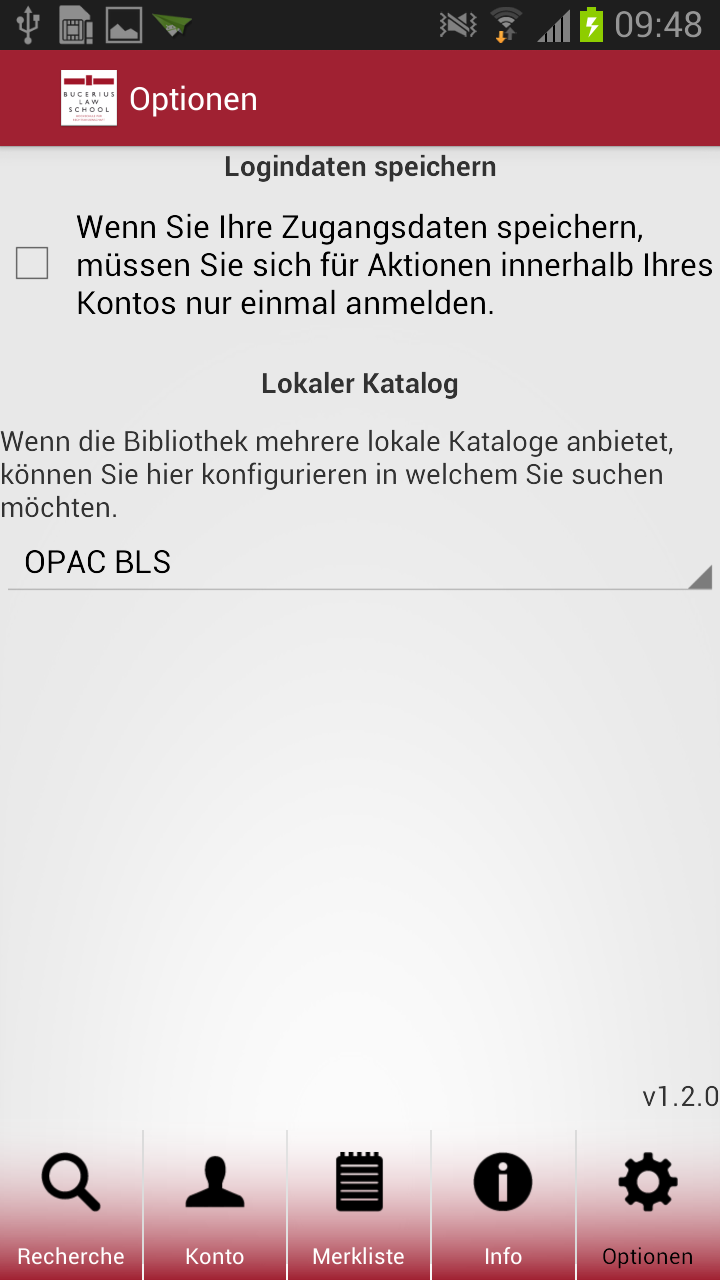 09:48
BUCERIUS
LAW
SCHOOL
Optionen
Logindaten speichern
Wenn Sie Ihre Zugangsdaten speichern,
müssen Sie sich für Aktionen innerhalb Ihres
Kontos nur einmal anmelden.
Lokaler Katalog
Wenn die Bibliothek mehrere lokale Kataloge anbietet,
können Sie hier konfigurieren in welchem Sie suchen
möchten.
OPAC BLS
v1.2.0
Recherche Konto Merkliste Info Optionen